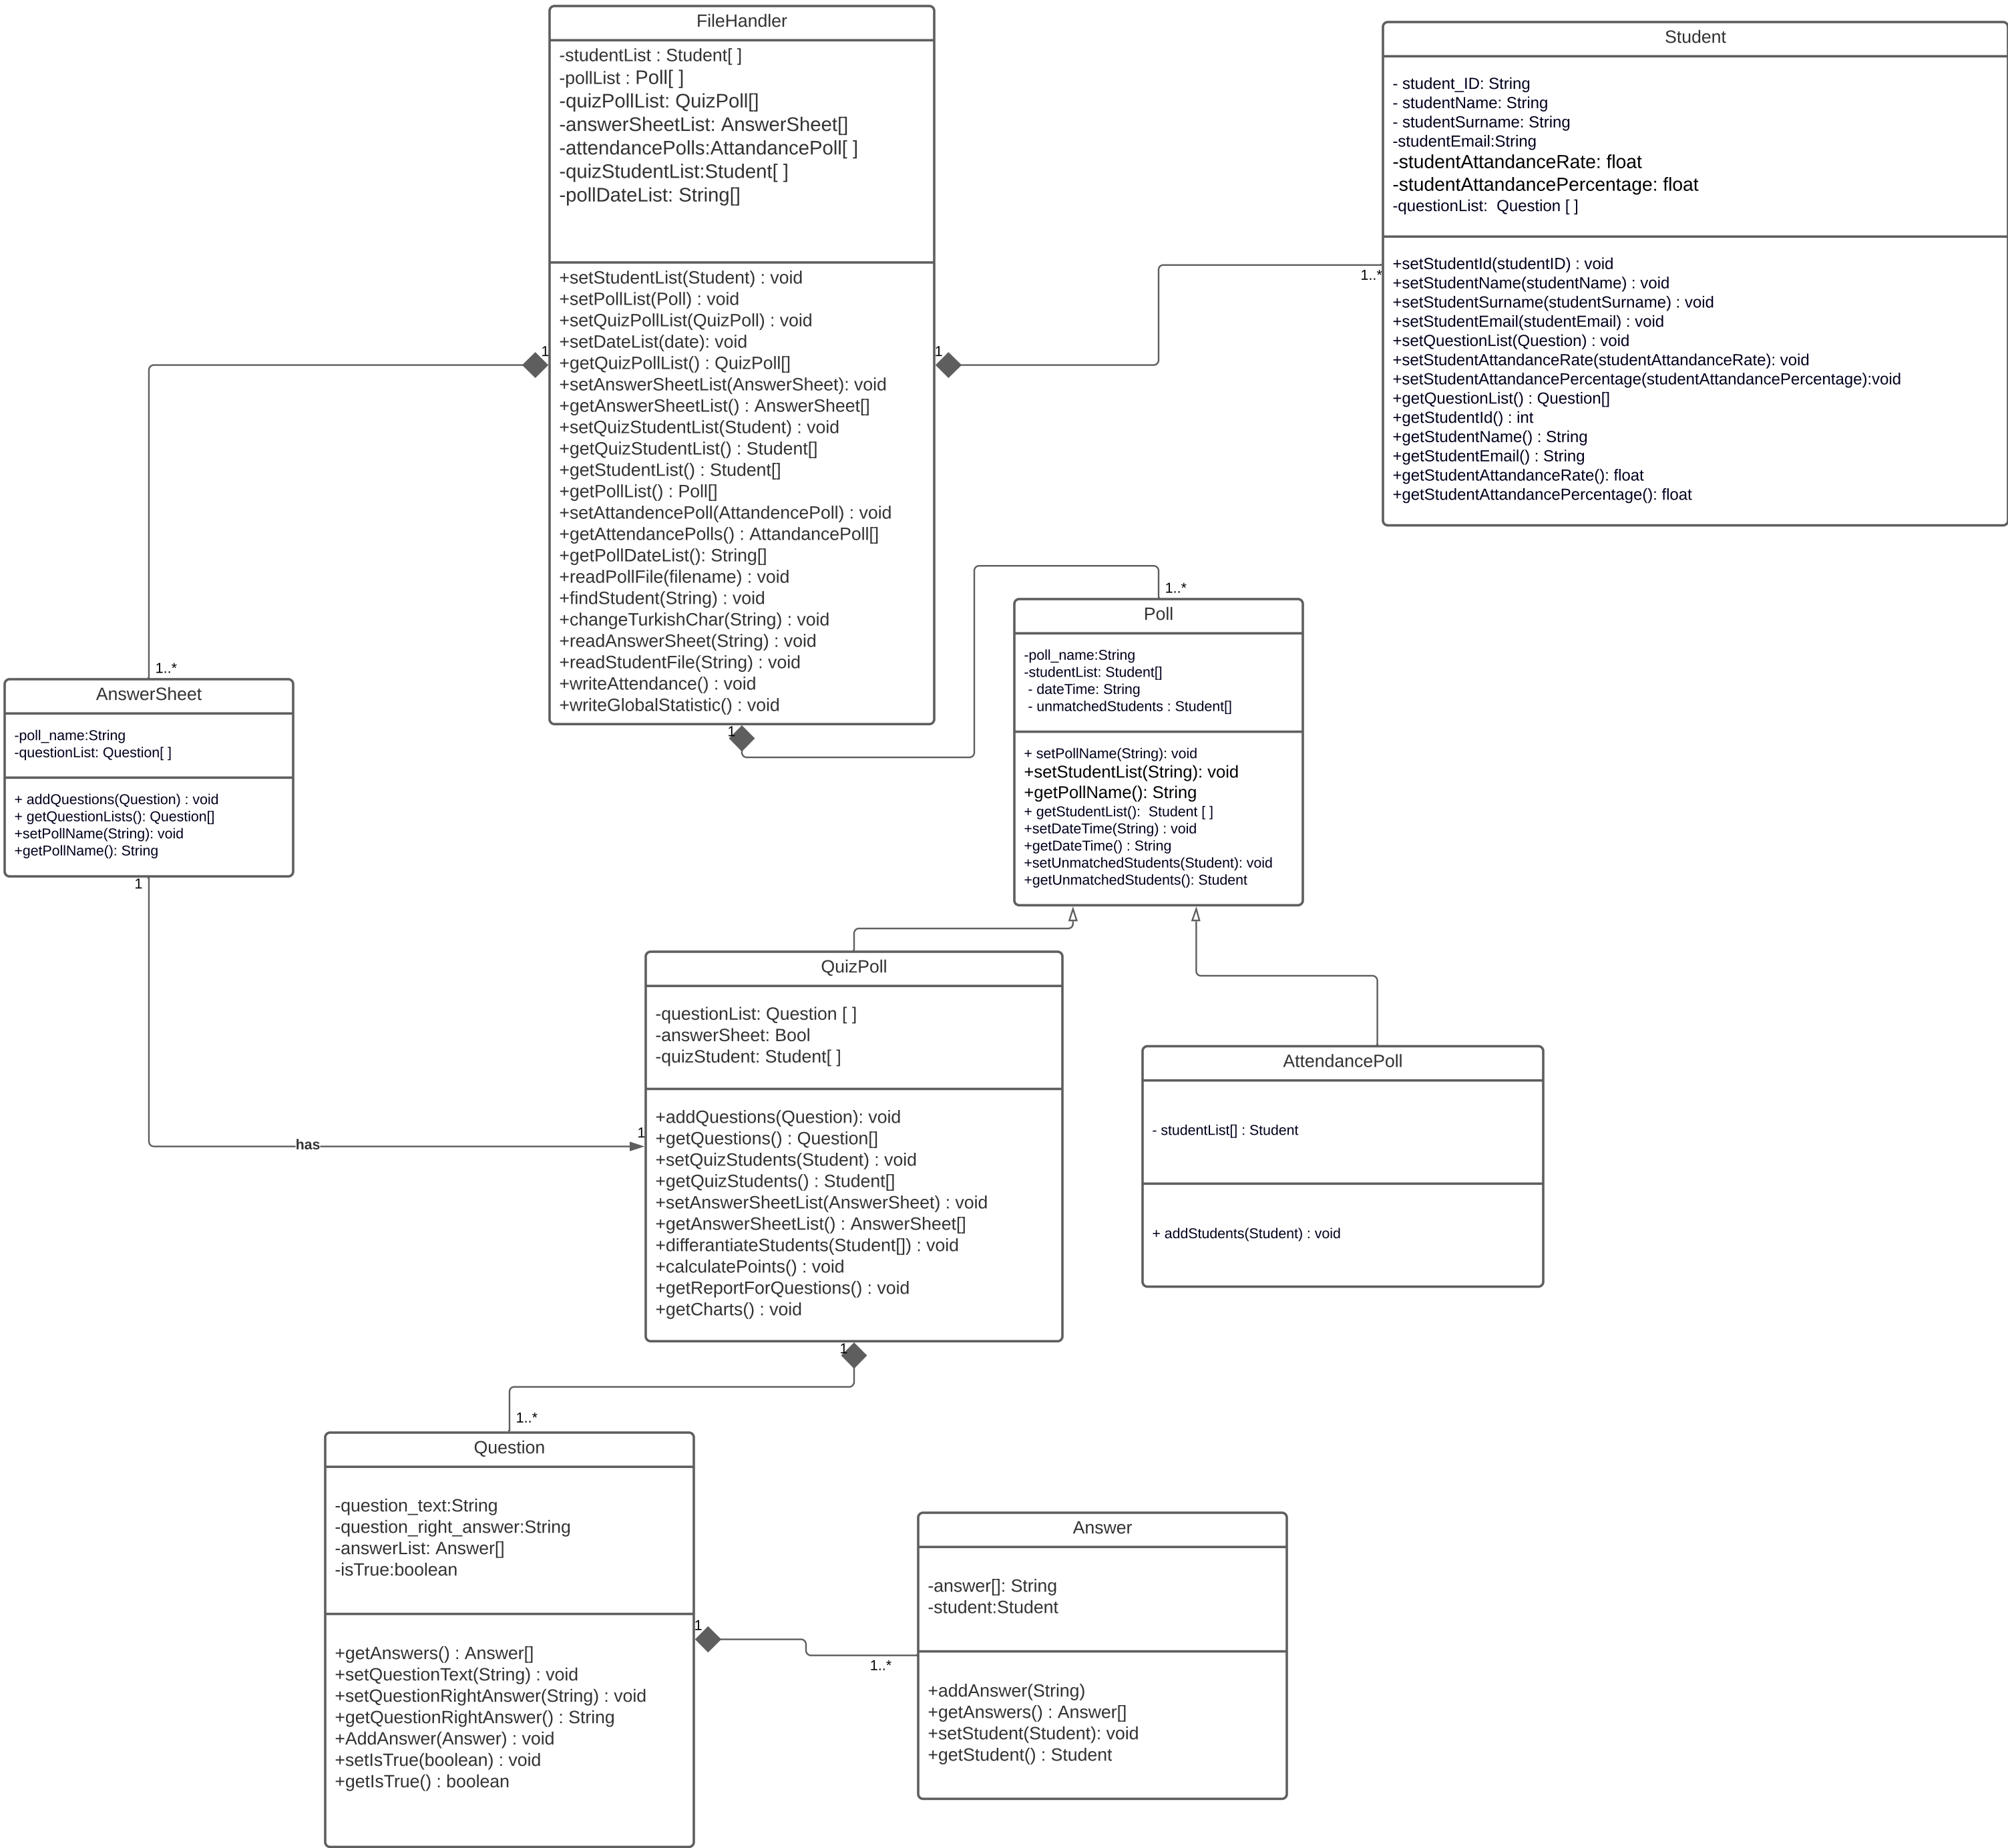 FileHandler
-studentList : Student[ ]
-pollList : Poll[ ]
-quizPollList: QuizPoll[]
-answerSheetList: AnswerSheet[]
-attendancePolls:AttandancePoll[ ]
-quizStudentList:Student[ ]
-pollDateList: String[]
+setStudentList(Student) : void
+setPollList(Poll) : void
+setQuizPollList(QuizPoll) : void
+setDateList(date): void
+getQuizPollList() : QuizPoll[]
+setAnswerSheetList(AnswerSheet): void
+getAnswerSheetList() : AnswerSheet[]
+setQuizStudentList(Student) : void
+getQuizStudentList() : Student[]
+getStudentList() : Student[]
+getPollList() : Poll[]
+setAttandencePoll(AttandencePoll) : void
+getAttendancePolls() : AttandancePoll[]
+getPollDateList(): String[]
+readPollFile(filename) : void
+findStudent(String) : void
+changeTurkishChar(String) : void
+readAnswerSheet(String) : void
+readStudentFile(String) : void
+writeAttendance() : void
+writeGlobalStatistic() : void
Student
- student_ID: String
- studentName: String
- studentSurname: String
-studentEmail:String
-studentAttandanceRate: float
-studentAttandancePercentage: float
-questionList:  Question [ ]
+setStudentId(studentID) : void
+setStudentName(studentName) : void
+setStudentSurname(studentSurname) : void
+setStudentEmail(studentEmail) : void
+setQuestionList(Question) : void
+setStudentAttandanceRate(studentAttandanceRate): void
+setStudentAttandancePercentage(studentAttandancePercentage):void
+getQuestionList() : Question[]
+getStudentId() : int
+getStudentName() : String
+getStudentEmail() : String
+getStudentAttandanceRate(): float
+getStudentAttandancePercentage(): float
1
1
1..*
1..*
1..*
1
AnswerSheet
-poll_name:String
-questionList: Question[ ]
+ addQuestions(Question) : void
+ getQuestionLists(): Question[]
+setPollName(String): void
+getPollName(): String
1
Poll
-poll_name:String
-studentList: Student[]
- dateTime: String
- unmatchedStudents : Student[]
+ setPollName(String): void
+setStudentList(String): void
+getPollName(): String
+ getStudentList():  Student [ ]
+setDateTime(String) : void
+getDateTime() : String
+setUnmatchedStudents(Student): void
+getUnmatchedStudents(): Student
QuizPoll
-questionList: Question [ ]
-answerSheet: Bool
-quizStudent: Student[ ]
+addQuestions(Question): void
+getQuestions() : Question[]
+setQuizStudents(Student) : void
+getQuizStudents() : Student[]
+setAnswerSheetList(AnswerSheet) : void
+getAnswerSheetList() : AnswerSheet[]
+differantiateStudents(Student[]) : void
+calculatePoints() : void
+getReportForQuestions() : void
+getCharts() : void
has
1
AttendancePoll
- studentList[] : Student
+ addStudents(Student) : void
1
1..*
Question
-question_text:String
-question_right_answer:String
-answerList: Answer[]
-isTrue:boolean
+getAnswers() : Answer[]
+setQuestionText(String) : void
+setQuestionRightAnswer(String) : void
+getQuestionRightAnswer() : String
+AddAnswer(Answer) : void
+setIsTrue(boolean) : void
+getIsTrue() : boolean
1
1..*
Answer
-answer[]: String
-student:Student
+addAnswer(String)
+getAnswers() : Answer[]
+setStudent(Student): void
+getStudent() : Student